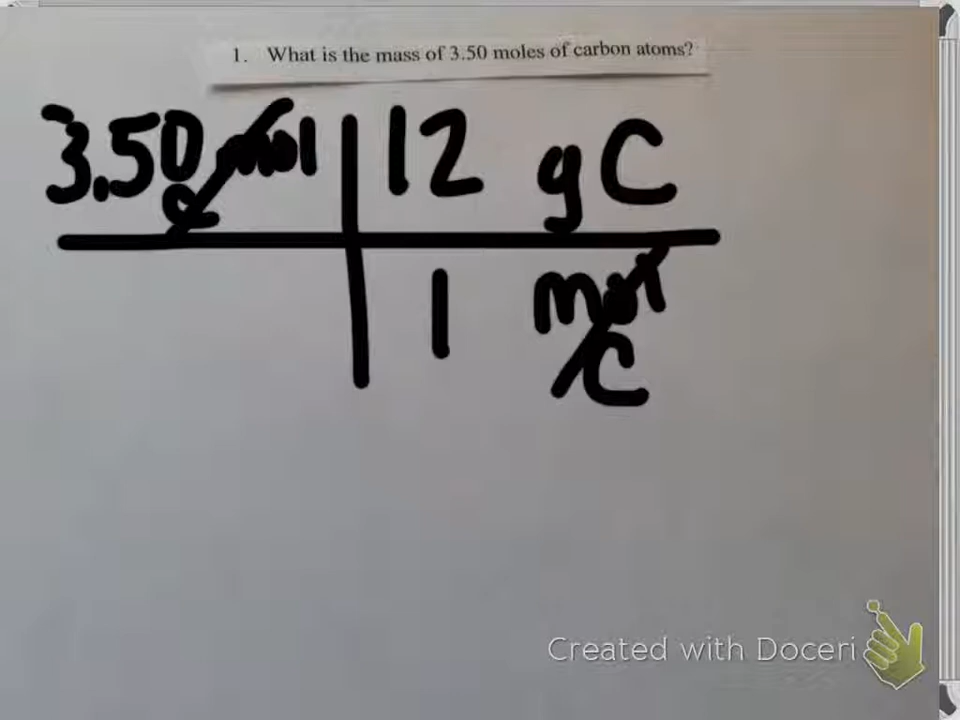 1. What is the mass of 3.50 moles of carbon atoms?
3.50 mol 12 g C
1 mol
C
Created with Doceri